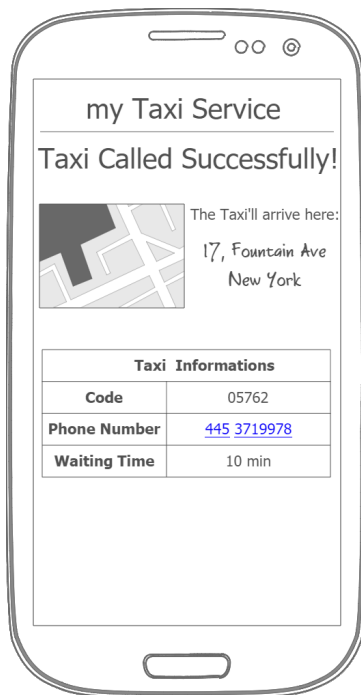 my Taxi Service
Taxi Called Successfully!
The Taxi'll arrive here:
17, Fountain Ave
New York
Taxi Informations
Code 05762
Phone Number 445 3719978
Waiting Time 10 min